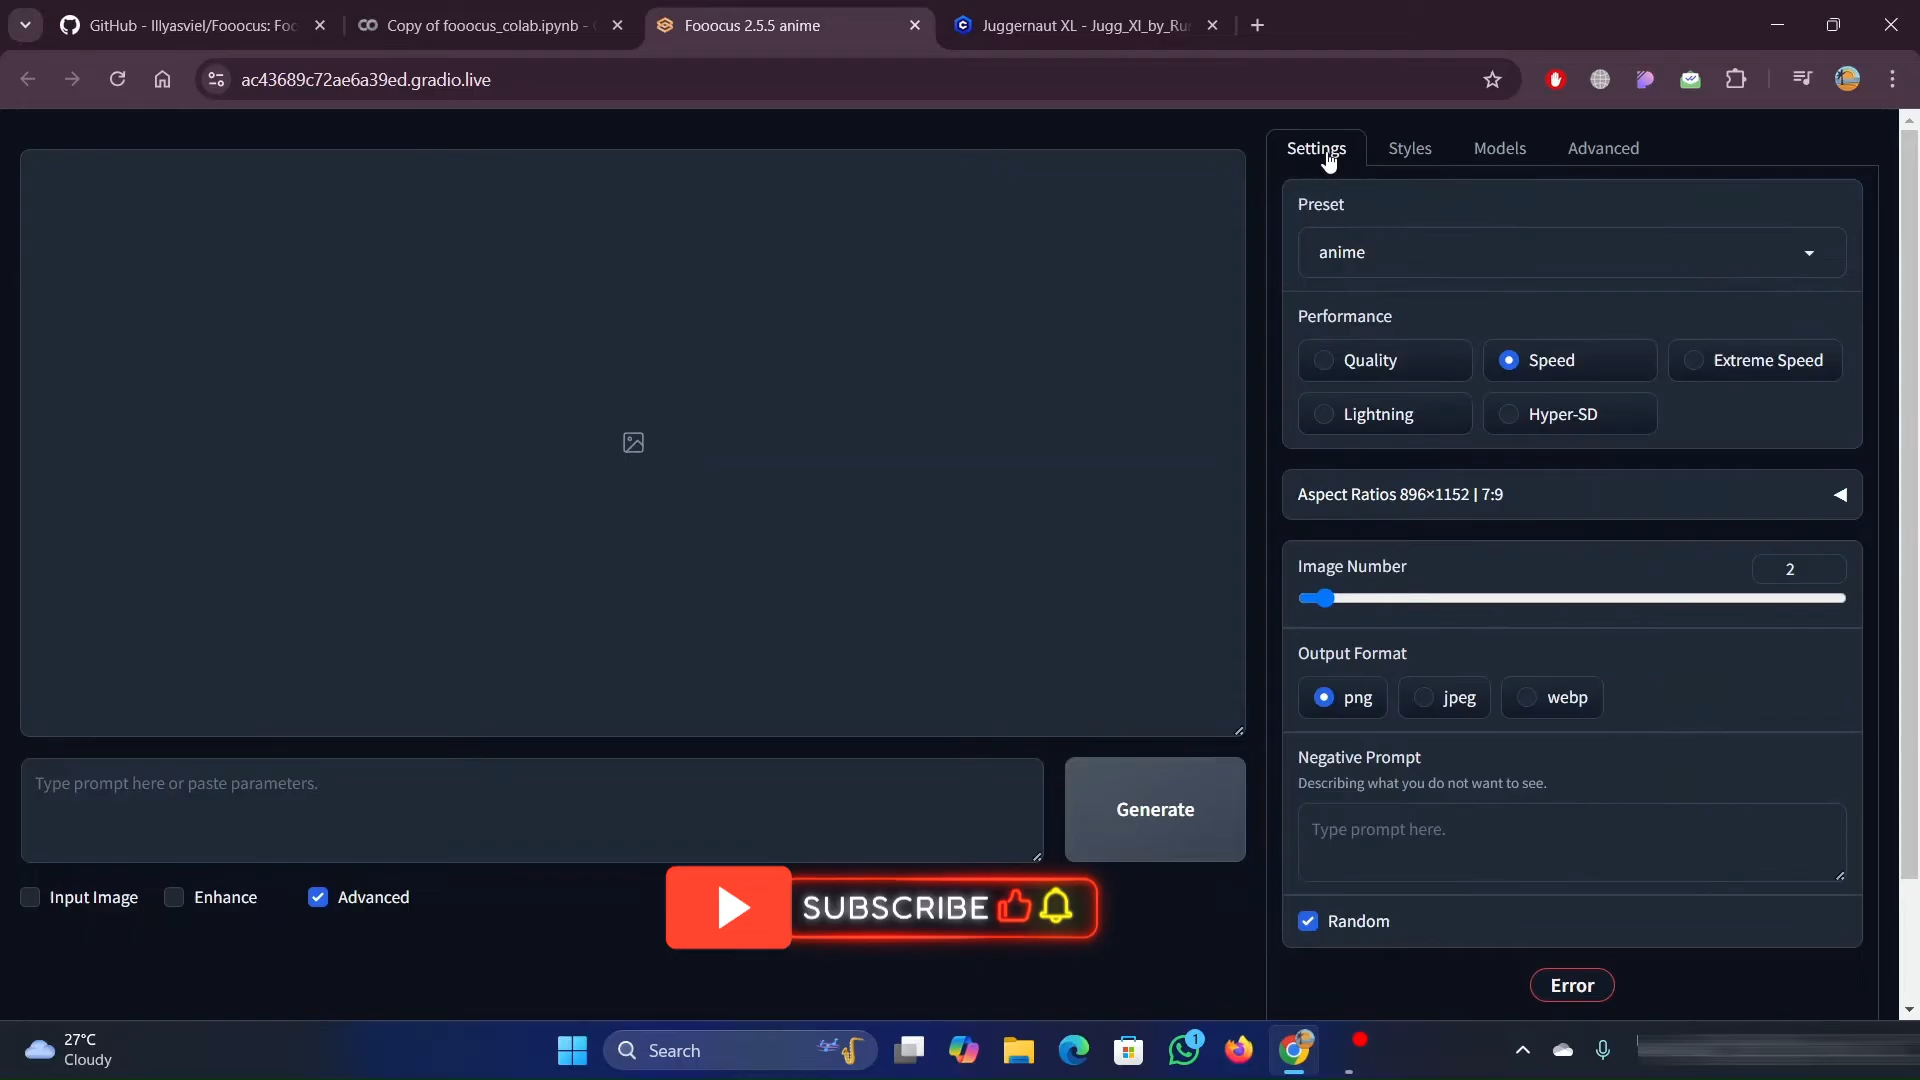 GitHub - lllyasviel/Fooocus: Foc
Copy of fooocus_colab.ipynb -
Fooocus 2.5.5 anime
Juggernaut XL - Jugg_XI_by_Ru
ac43689c72ae6a39ed.gradio.live
Settings
Styles
Models
Advanced
Preset
anime
Performance
Quality
Speed
Extreme Speed
Lightning
Hyper-SD
Aspect Ratios 896×1152 | 7:9
Image Number
2
Output Format
png
jpeg
webp
Negative Prompt
Describing what you do not want to see.
Type prompt here.
Random
Error
Type prompt here or paste parameters.
Generate
Input Image
Enhance
Advanced
SUBSCRIBE
27°C
Cloudy
Search
1